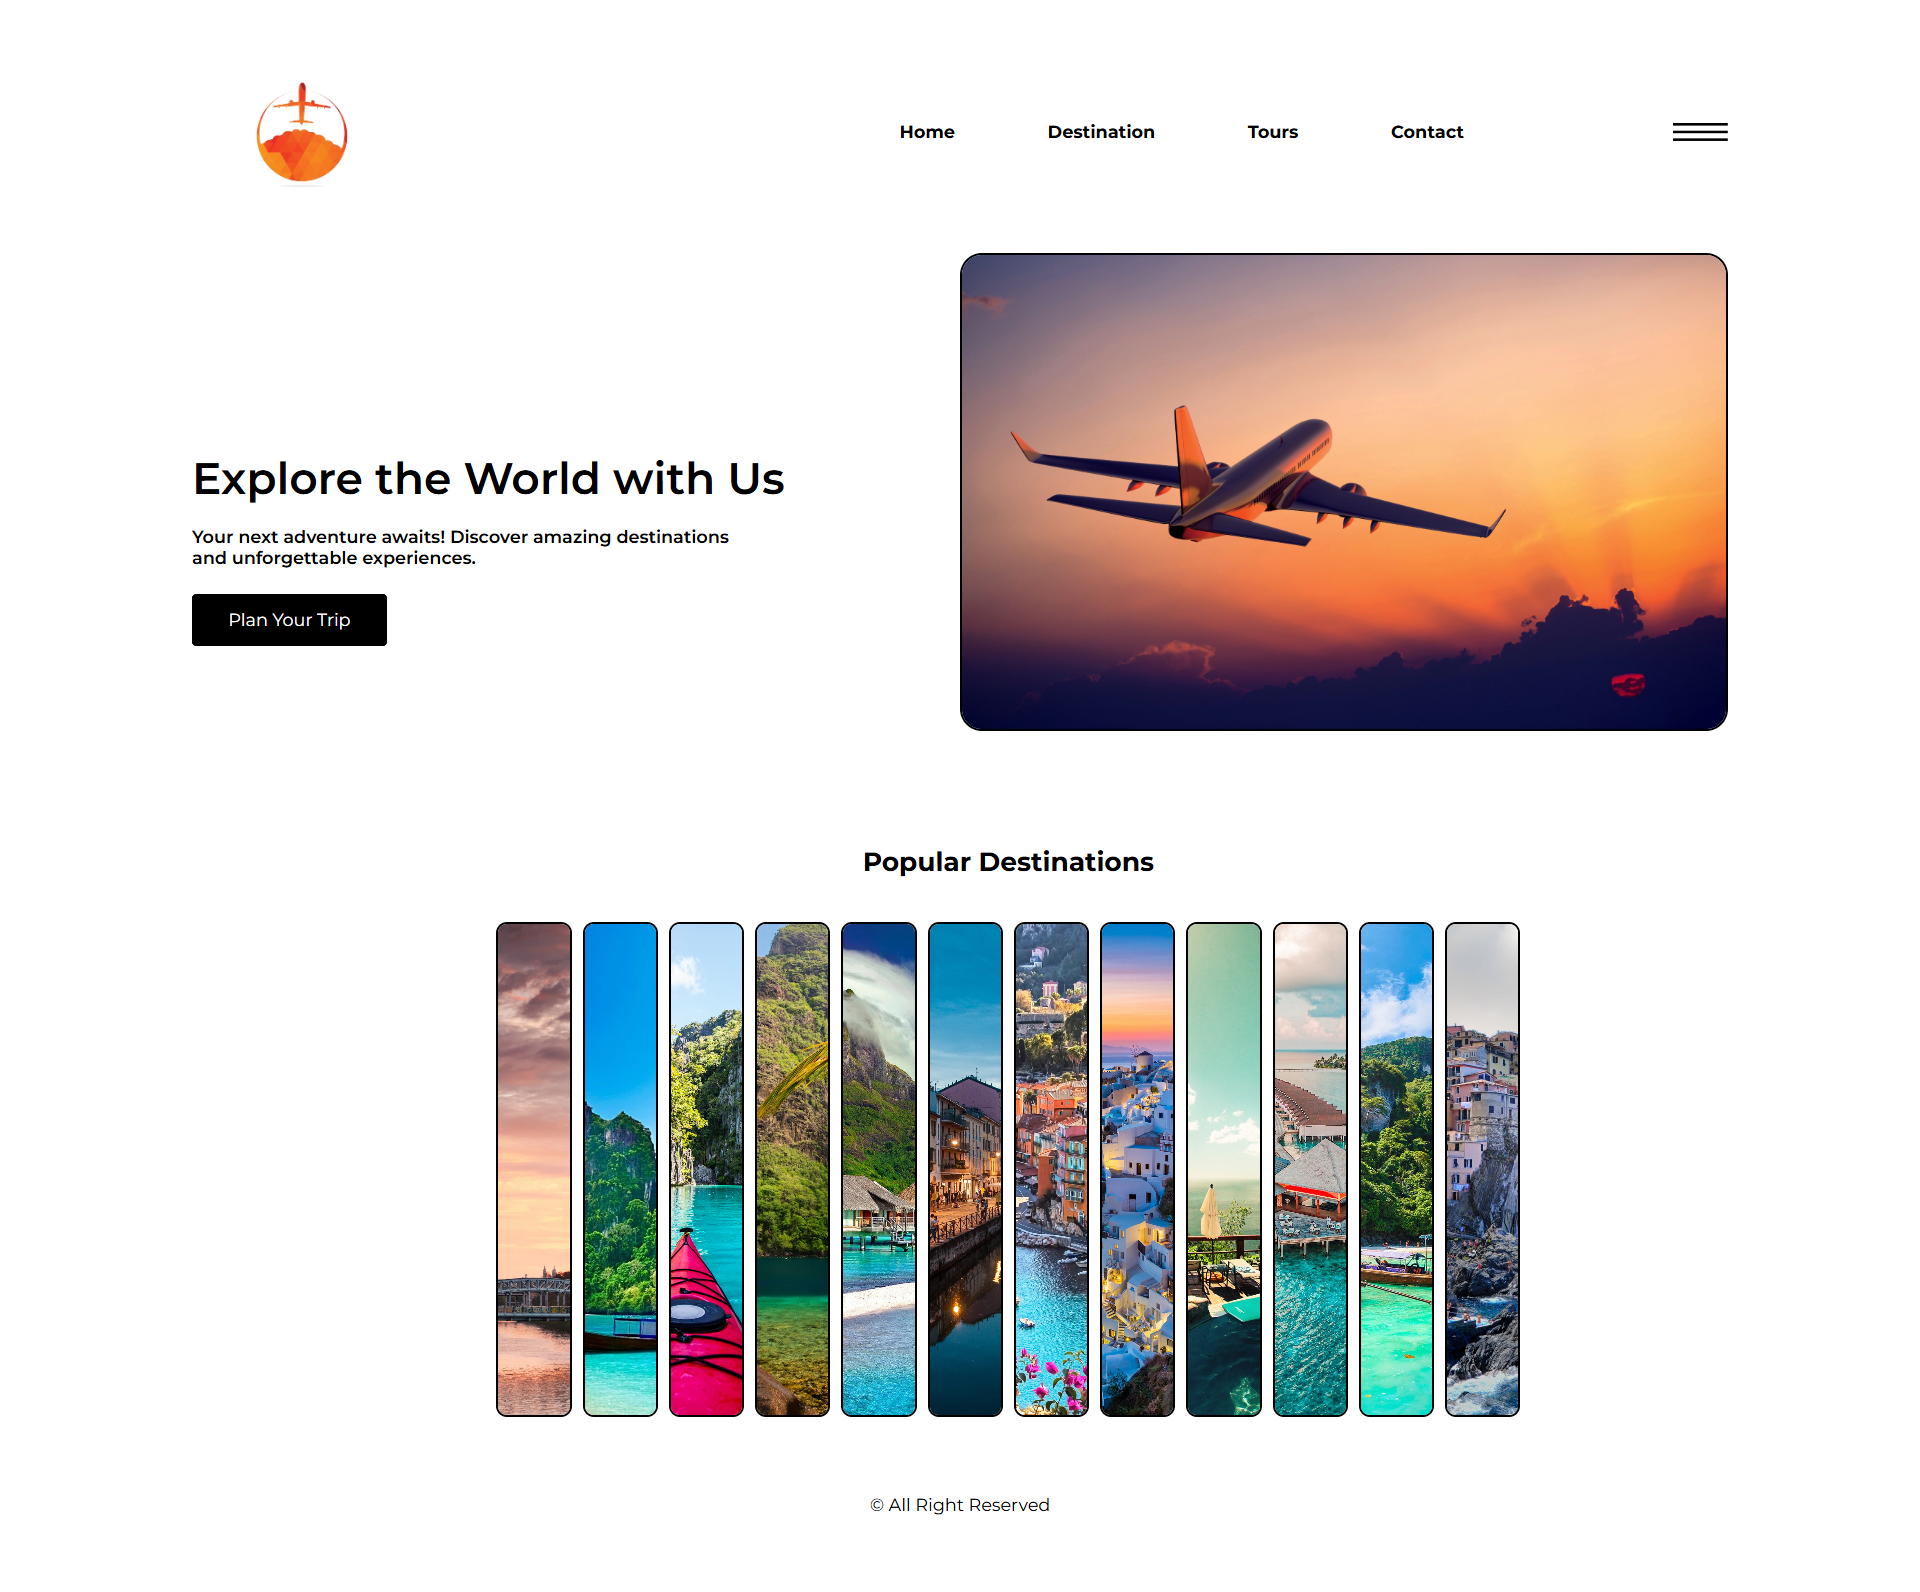 Home
Destination
Tours
Contact
Explore the World with Us
Your next adventure awaits! Discover amazing destinations
and unforgettable experiences.
Plan Your Trip
Popular Destinations
© All Right Reserved